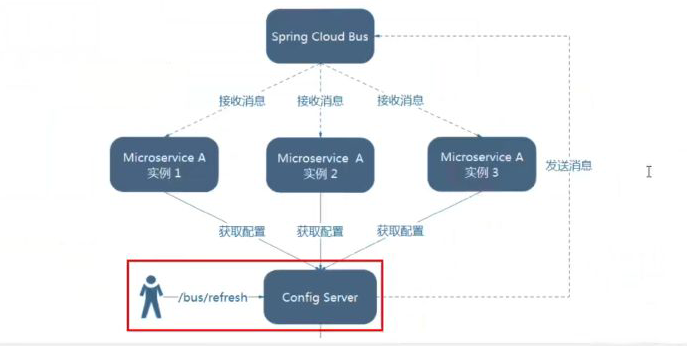 Spring Cloud Bus
接收消息
接收消息
接收消息
Microservice A
实例 1
Microservice A
实例 2
Microservice A
实例 3
发送消息
获取配置
获取配置
获取配置
/bus/refresh
Config Server